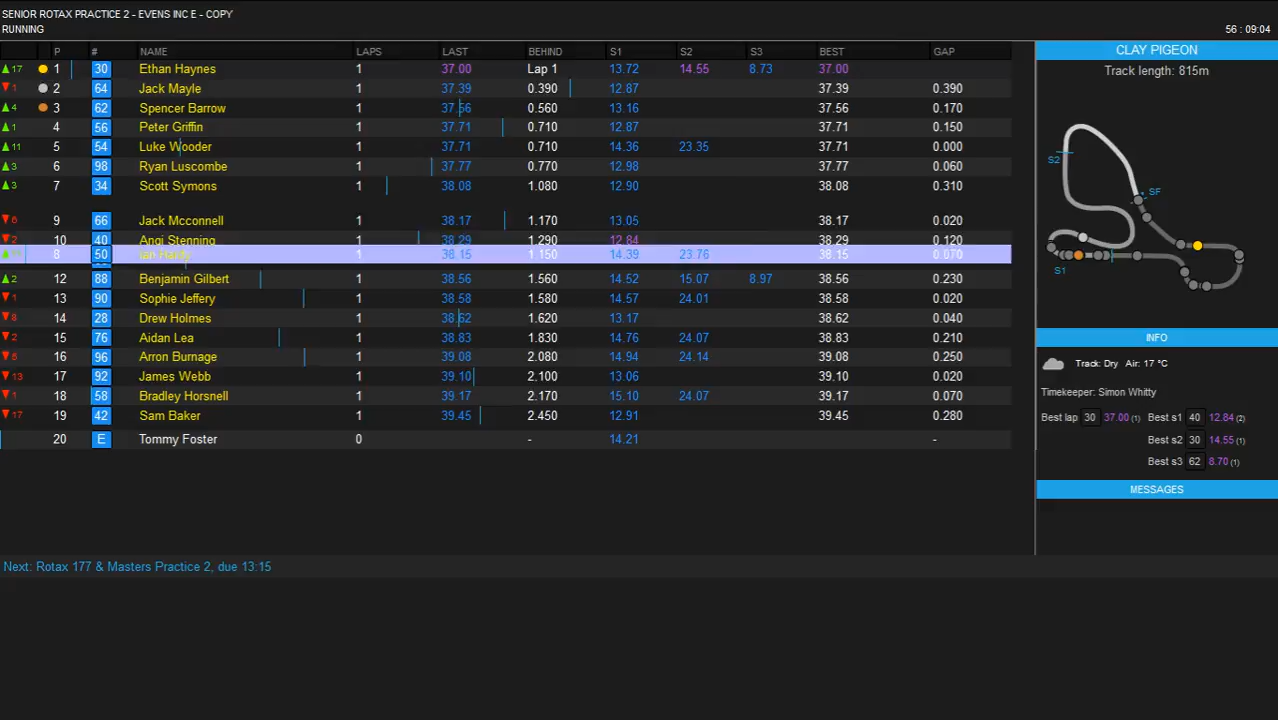 SENIOR ROTAX PRACTICE 2 - EVENS INC E - COPY
RUNNING
56 : 09:04
P # NAME LAPS LAST BEHIND S1 S2 S3 BEST GAP
17 1 30 Ethan Haynes 1 37.00 Lap 1 13.72 14.55 8.73 37.00
1 2 64 Jack Mayle 1 37.39 0.390 12.87 37.39 0.390
4 3 62 Spencer Barrow 1 37.56 0.560 13.16 37.56 0.170
1 4 56 Peter Griffin 1 37.71 0.710 12.87 37.71 0.150
11 5 54 Luke Wooder 1 37.71 0.710 14.36 23.35 37.71 0.000
3 6 98 Ryan Luscombe 1 37.77 0.770 12.98 37.77 0.060
3 7 34 Scott Symons 1 38.08 1.080 12.90 38.08 0.310
6 9 66 Jack Mcconnell 1 38.17 1.170 13.05 38.17 0.020
2 10 40 Angi Stenning 1 38.29 1.290 12.84 38.29 0.120
8 50 1 38.15 1.150 14.39 23.76 38.15 0.070
2 12 88 Benjamin Gilbert 1 38.56 1.560 14.52 15.07 8.97 38.56 0.230
1 13 90 Sophie Jeffery 1 38.58 1.580 14.57 24.01 38.58 0.020
8 14 28 Drew Holmes 1 38.62 1.620 13.17 38.62 0.040
2 15 76 Aidan Lea 1 38.83 1.830 14.76 24.07 38.83 0.210
6 16 96 Arron Burnage 1 39.08 2.080 14.94 24.14 39.08 0.250
13 17 92 James Webb 1 39.10 2.100 13.06 39.10 0.020
1 18 58 Bradley Horsnell 1 39.17 2.170 15.10 24.07 39.17 0.070
17 19 42 Sam Baker 1 39.45 2.450 12.91 39.45 0.280
20 E Tommy Foster 0 - 14.21 -
CLAY PIGEON
Track length: 815m
S2
SF
S1
INFO
Track: Dry Air: 17 °C
Timekeeper: Simon Whitty
Best lap 30 37.00 (1) Best s1 40 12.84 (2)
Best s2 30 14.55 (1)
Best s3 62 8.70 (1)
MESSAGES
Next: Rotax 177 & Masters Practice 2, due 13:15